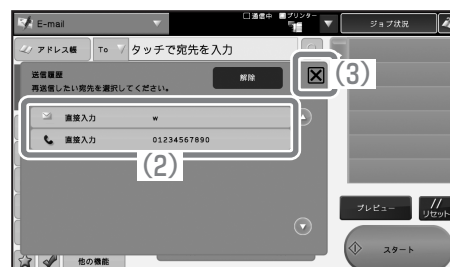 E-mail
通信中
プリンター
ジョブ状況
アドレス帳
To
タッチで宛先を入力
送信履歴
再送信したい宛先を選択してください。
解除
(3)
直接入力 w
直接入力 01234567890
(2)
プレビュー
リセット
スタート
他の機能